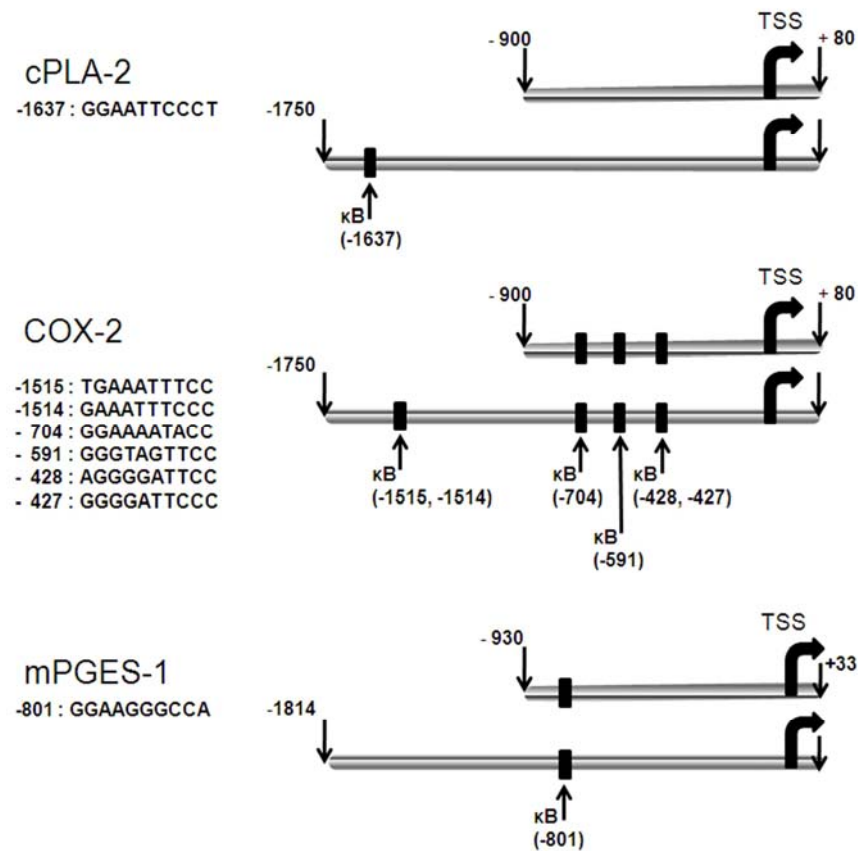 TSS
- 900
+ 80
cPLA-2
-1637 : GGAATTCCCT
-1750
κB
(-1637)
TSS
- 900
+ 80
COX-2
-1750
-1515 : TGAAATTTCC
-1514 : GAAATTTCCC
- 704 : GGAAAATACC
- 591 : GGGTAGTTCC
- 428 : AGGGGATTCC
- 427 : GGGGATTCCC
κB
(-1515, -1514)
κB
(-704)
κB
(-428, -427)
κB
(-591)
TSS
- 930
+33
mPGES-1
-801 : GGAAGGGCCA
-1814
κB
(-801)